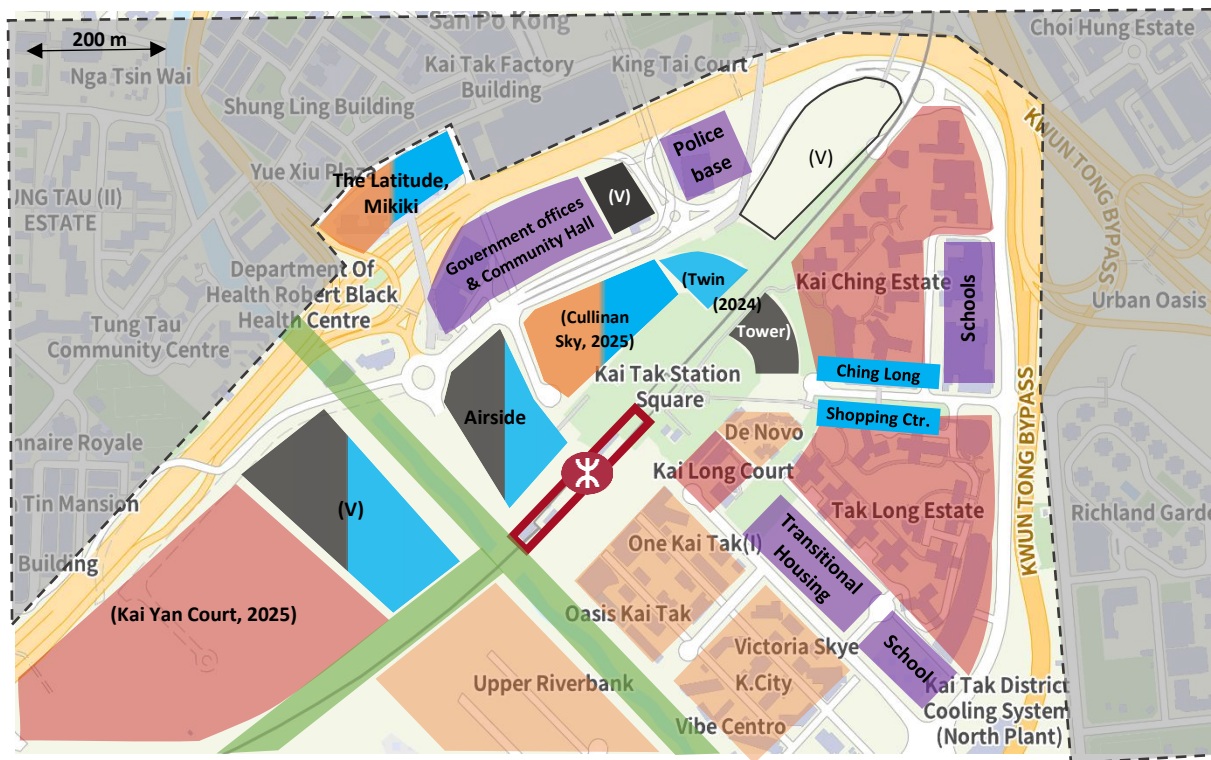 San Po Kong
Choi Hung Estate
200 m
Nga Tsin Wai
Kai Tak Factory
Building
King Tai Court
Shung Ling Building
KWUN TONG BYPASS
Police
base
(V)
Yue Xiu Plaza
The Latitude,
Mikiki
(V)
UNG TAU (II)
ESTATE
Government offices
& Community Hall
Department Of
Health Robert Black
Health Centre
(Twin
(2024)
Tower)
Kai Ching Estate
Schools
Urban Oasis
Tung Tau
Community Centre
(Cullinan
Sky, 2025)
Kai Tak Station
Square
Ching Long
Shopping Ctr.
Airside
De Novo
nnaire Royale
Kai Long Court
KWUN TONG BYPASS
n Tin Mansion
(V)
Tak Long Estate
Richland Garde
One Kai Tak(I)
Transitional
Housing
Building
(Kai Yan Court, 2025)
Oasis Kai Tak
Victoria Skye
School
Upper Riverbank
K.City
Kai Tak District
Cooling System
(North Plant)
Vibe Centro